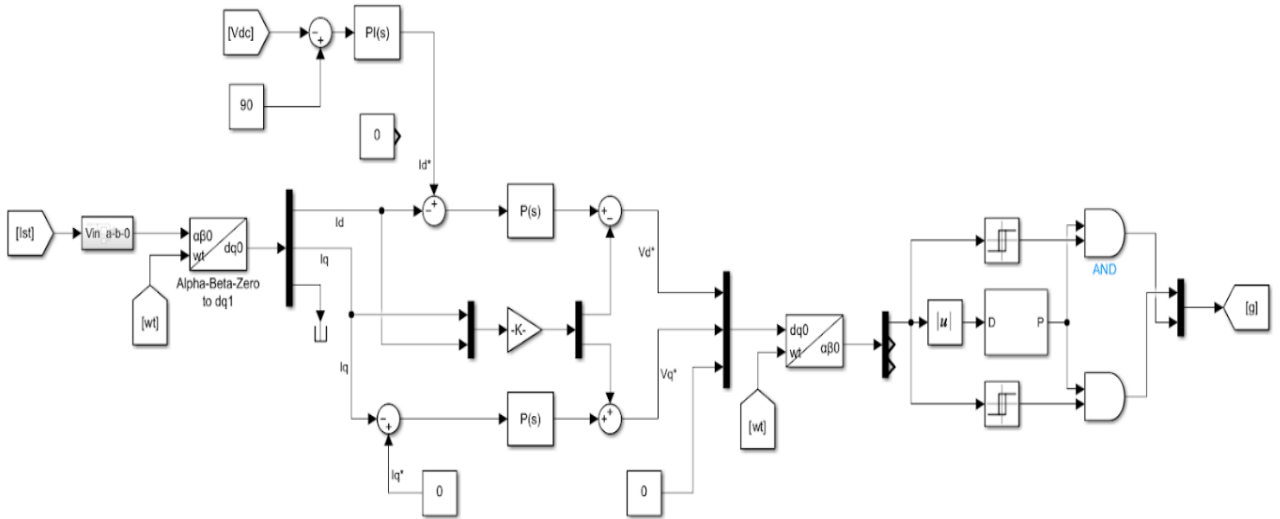 [Vdc]
PI(s)
90
0
Id*
[Ist]
Vin_a-b-0
αβ0
wt
dq0
Alpha-Beta-Zero
to dq1
[wt]
Id
Iq
Iq
P(s)
Vd*
-K-
P(s)
Vq*
Iq*
0
0
dq0
wt
αβ0
[wt]
|u|
D
P
AND
[g]